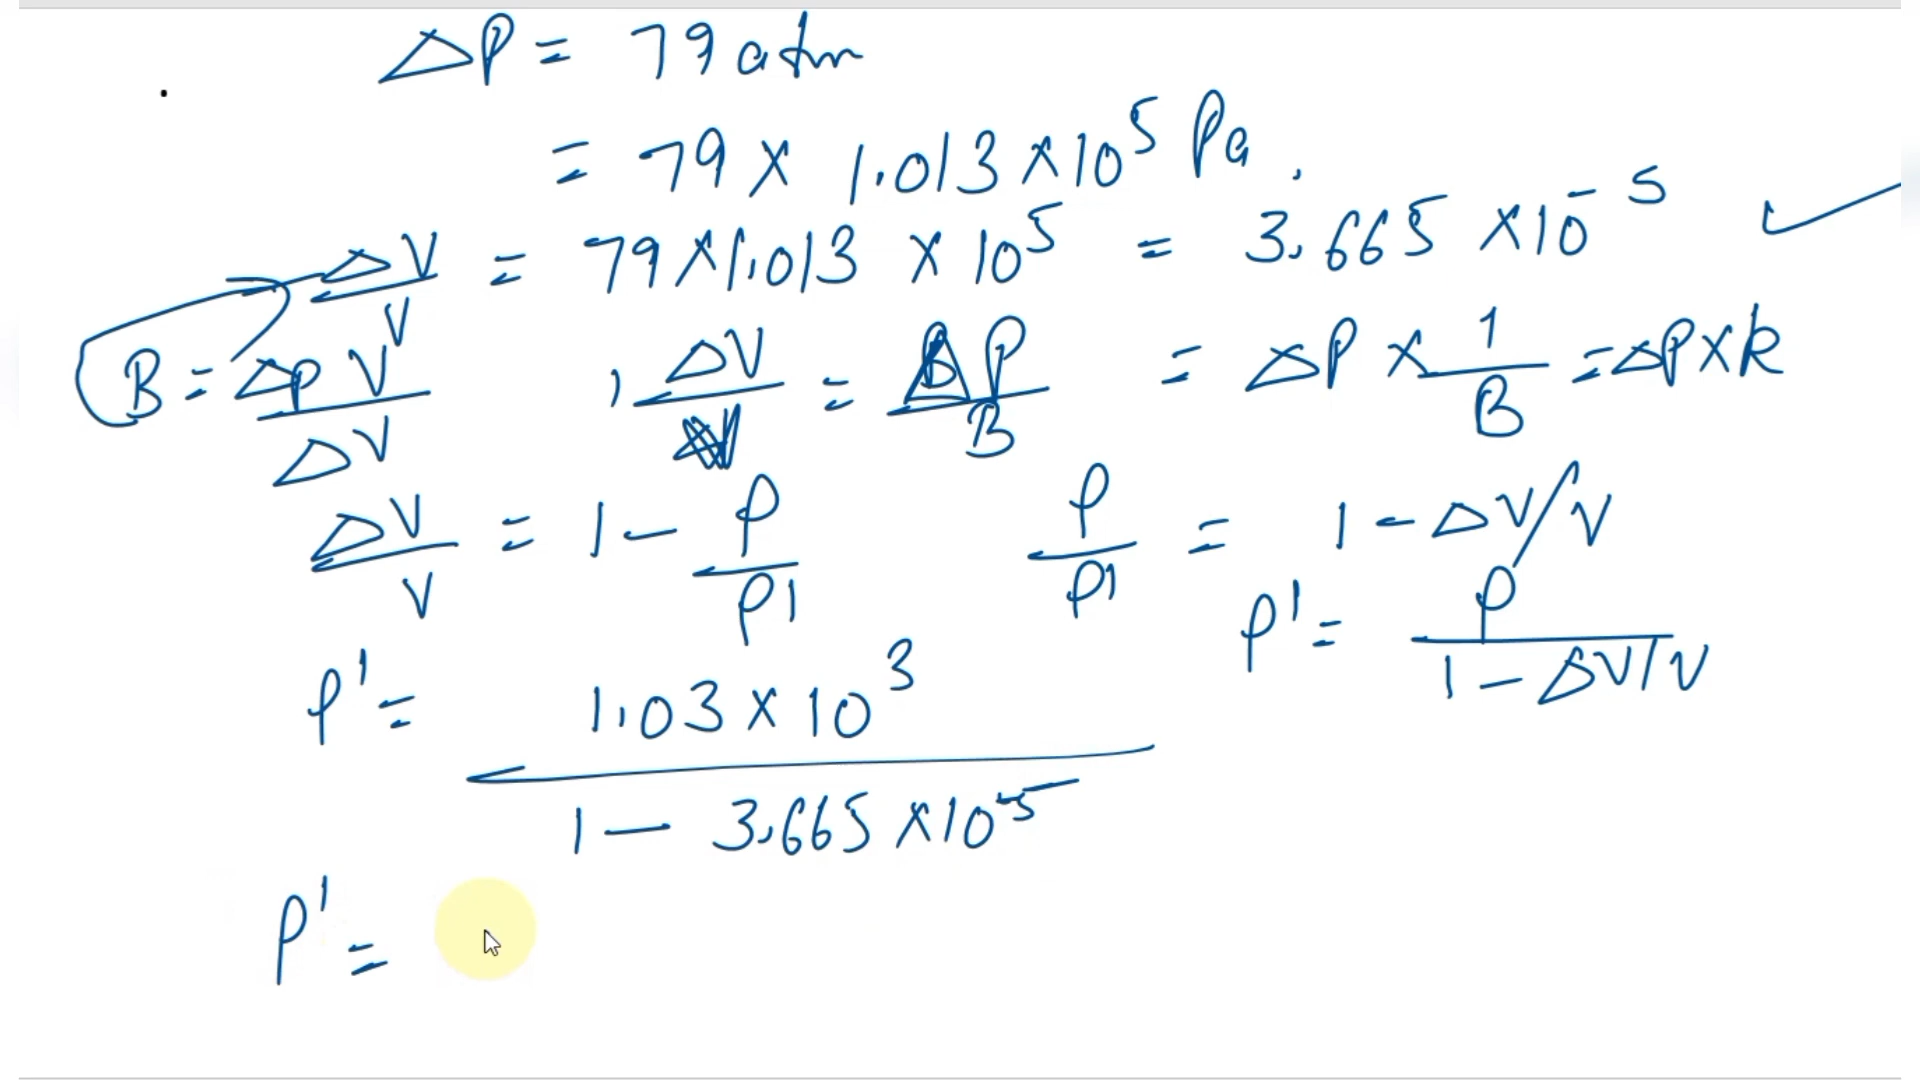 ΔP = 79 atm
= 79 × 1.013 × 10⁵ Pa.
ΔV/V = 79 × 1.013 × 10⁵ = 3.665 × 10⁻⁵
B = ΔP V/ΔV , ΔV/V = ΔP/B = ΔP × 1/B = ΔP × k
ΔV/V = 1 - ρ/ρ1 ρ/ρ1 = 1 - ΔV/V
ρ' = ρ/1 - ΔV/V
ρ' = 1.03 × 10³/1 - 3.665 × 10⁻⁵
ρ' =